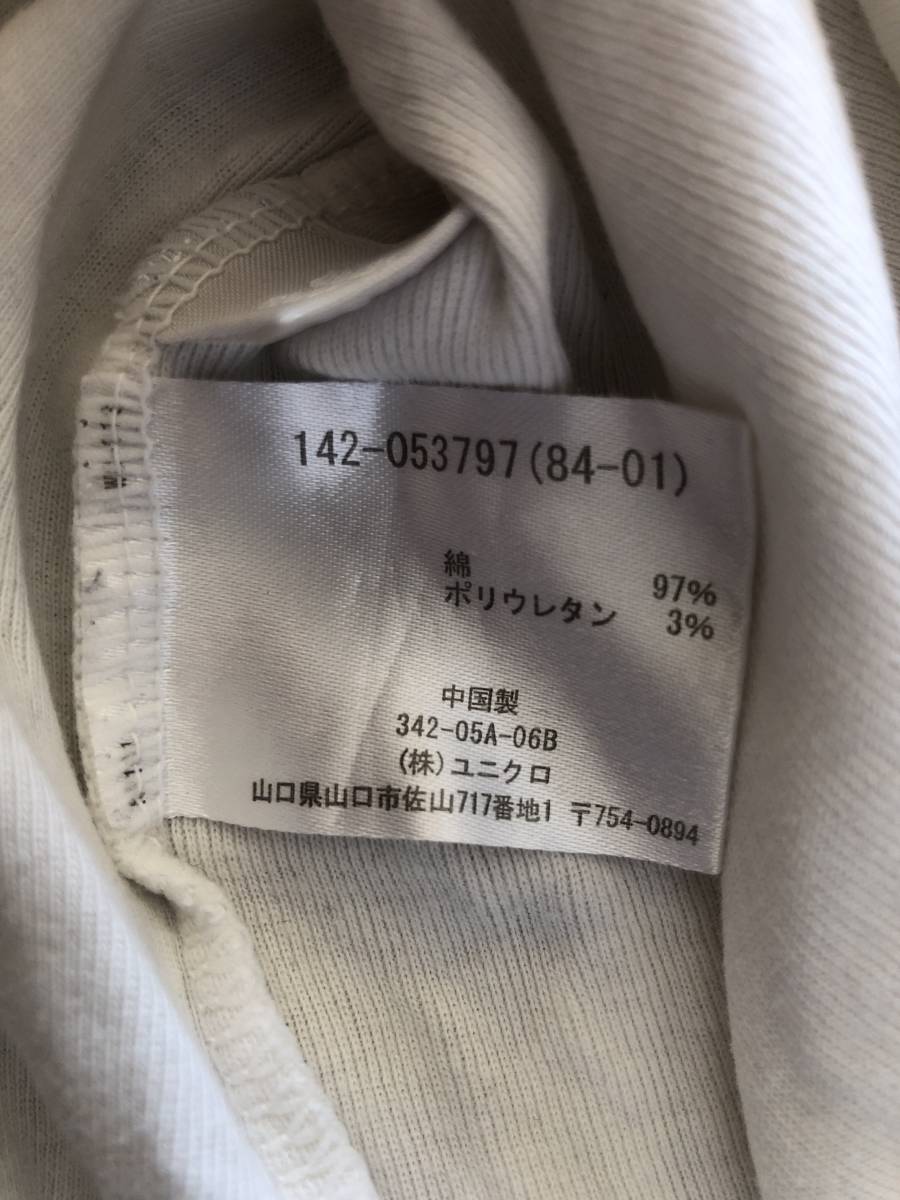 142-053797(84-01)
綿 97%
ポリウレタン 3%
中国製
342-05A-06B
(株)ユニクロ
山口県山口市佐山717番地1 〒754-0894